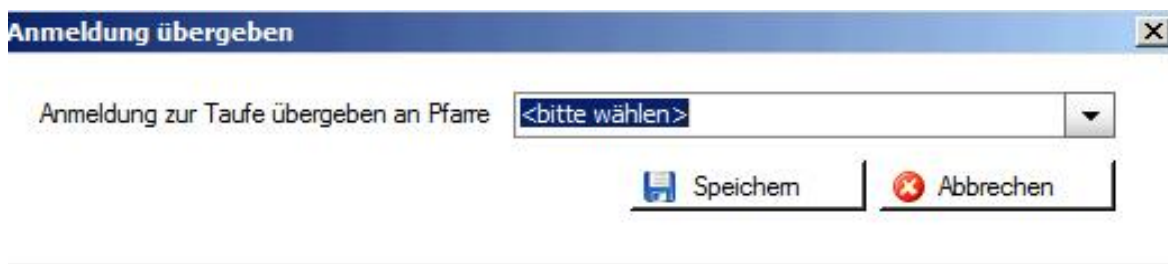 Anmeldung übergeben
Anmeldung zur Taufe übergeben an Pfarre <bitte wählen>
Speichern Abbrechen